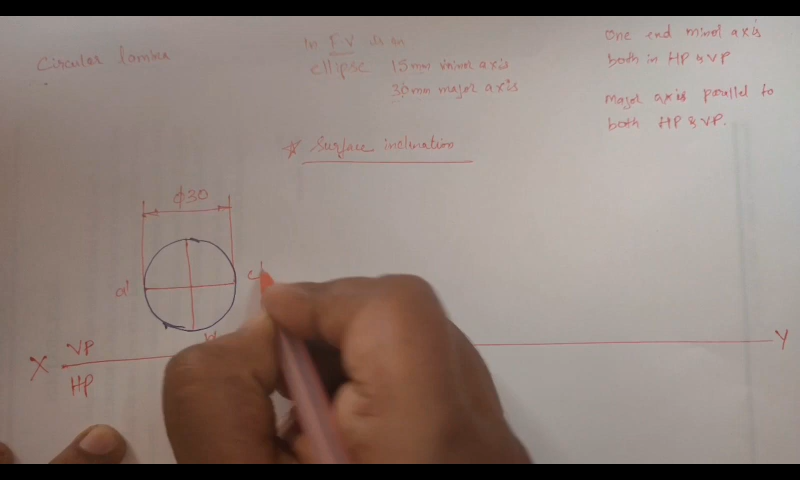 Circular lamina
In F.V is an
ellipse 15mm minor axis
30mm major axis
One end minor axis
both in HP & VP
Major axis parallel to
both HP & VP.
☆ Surface inclination
ϕ30
a'
c'
b'
X VP
HP
Y